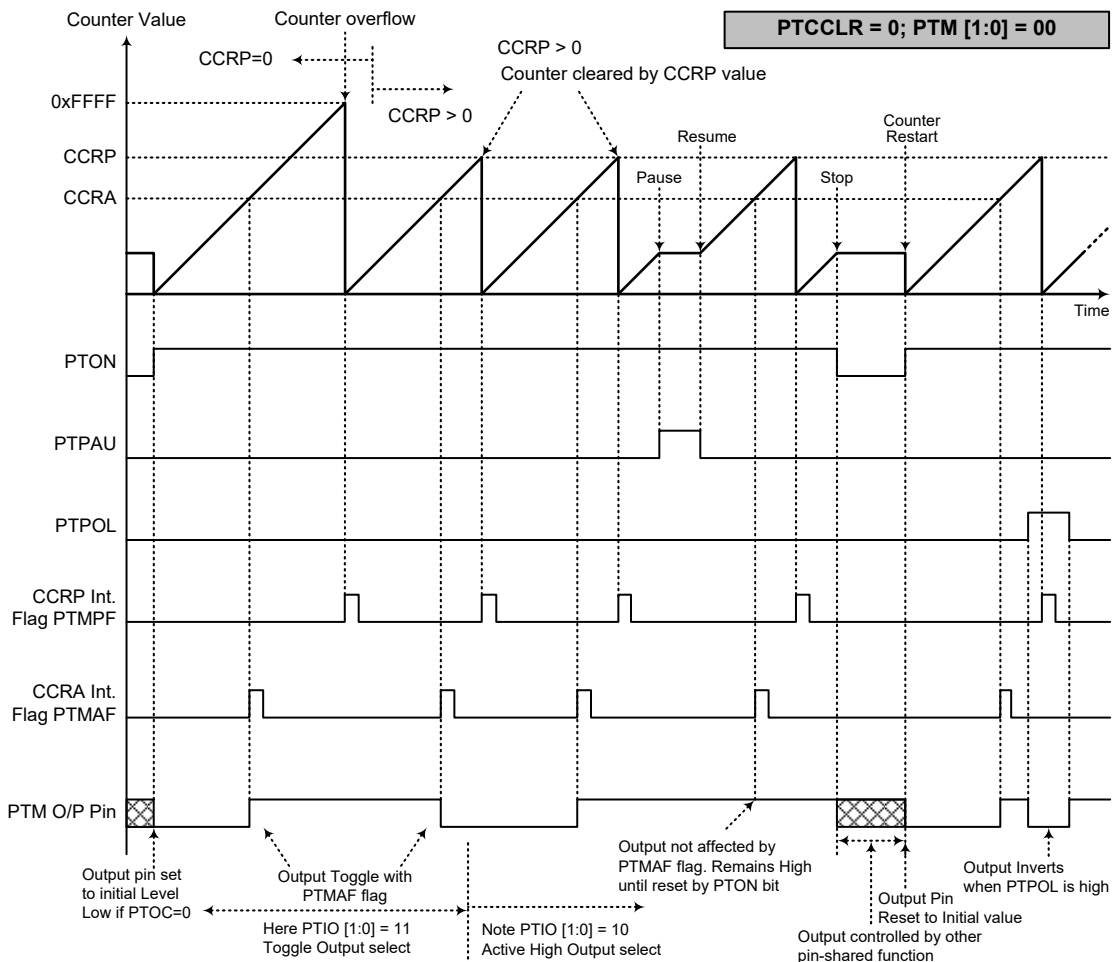 Counter Value
Counter overflow
PTCCLR = 0; PTM [1:0] = 00
CCRP=0
CCRP > 0
CCRP > 0
Counter cleared by CCRP value
0xFFFF
CCRP
CCRA
Pause
Resume
Stop
Counter
Restart
Time
PTON
PTPAU
PTPOL
CCRP Int.
Flag PTMPF
CCRA Int.
Flag PTMAF
PTM O/P Pin
Output pin set
to initial Level
Low if PTOC=0
Output Toggle with
PTMAF flag
Here PTIO [1:0] = 11
Toggle Output select
Note PTIO [1:0] = 10
Active High Output select
Output not affected by
PTMAF flag. Remains High
until reset by PTON bit
Output Pin
Reset to Initial value
Output controlled by other
pin-shared function
Output Inverts
when PTPOL is high